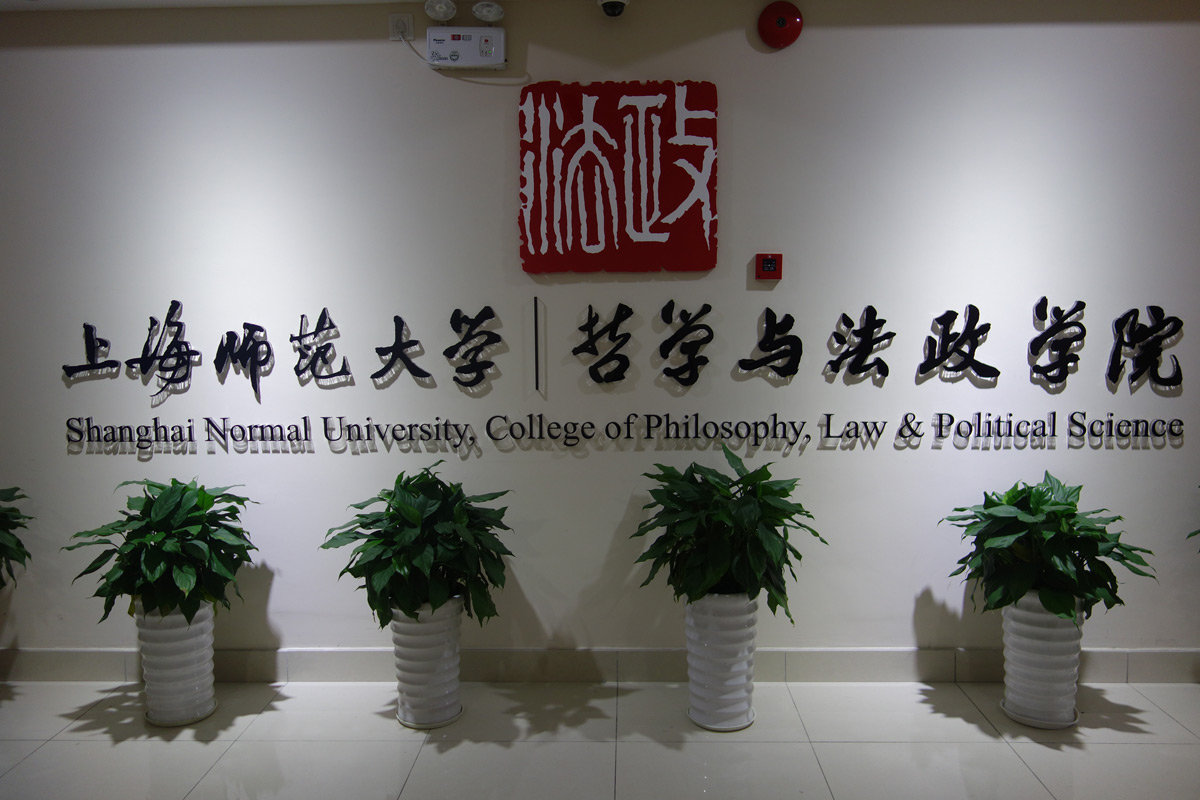 法政
上海师范大学|哲学与法政学院
Shanghai Normal University, College of Philosophy, Law & Political Science